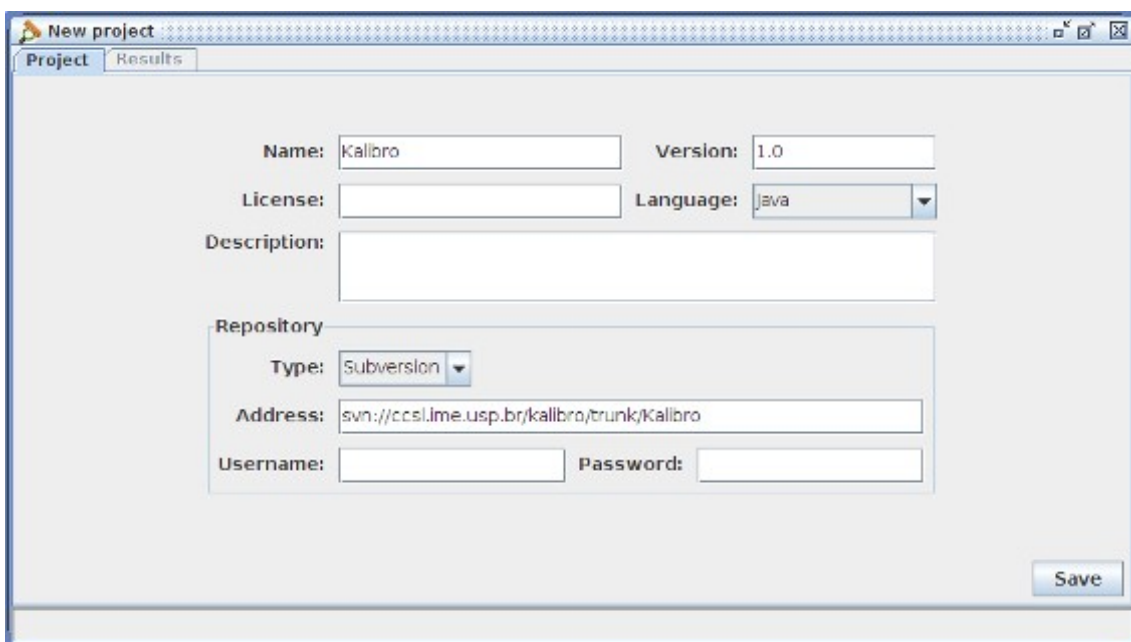 New project
Project Results
Name: Kalibro Version: 1.0
License: Language: Java
Description:
Repository
Type: Subversion
Address: svn://ccsl.ime.usp.br/kalibro/trunk/Kalibro
Username: Password:
Save